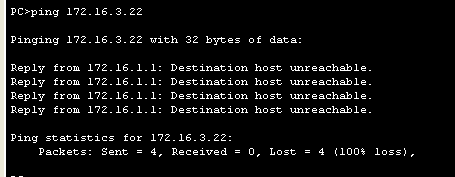 PC>ping 172.16.3.22
Pinging 172.16.3.22 with 32 bytes of data:
Reply from 172.16.1.1: Destination host unreachable.
Reply from 172.16.1.1: Destination host unreachable.
Reply from 172.16.1.1: Destination host unreachable.
Reply from 172.16.1.1: Destination host unreachable.
Ping statistics for 172.16.3.22:
Packets: Sent = 4, Received = 0, Lost = 4 (100% loss),